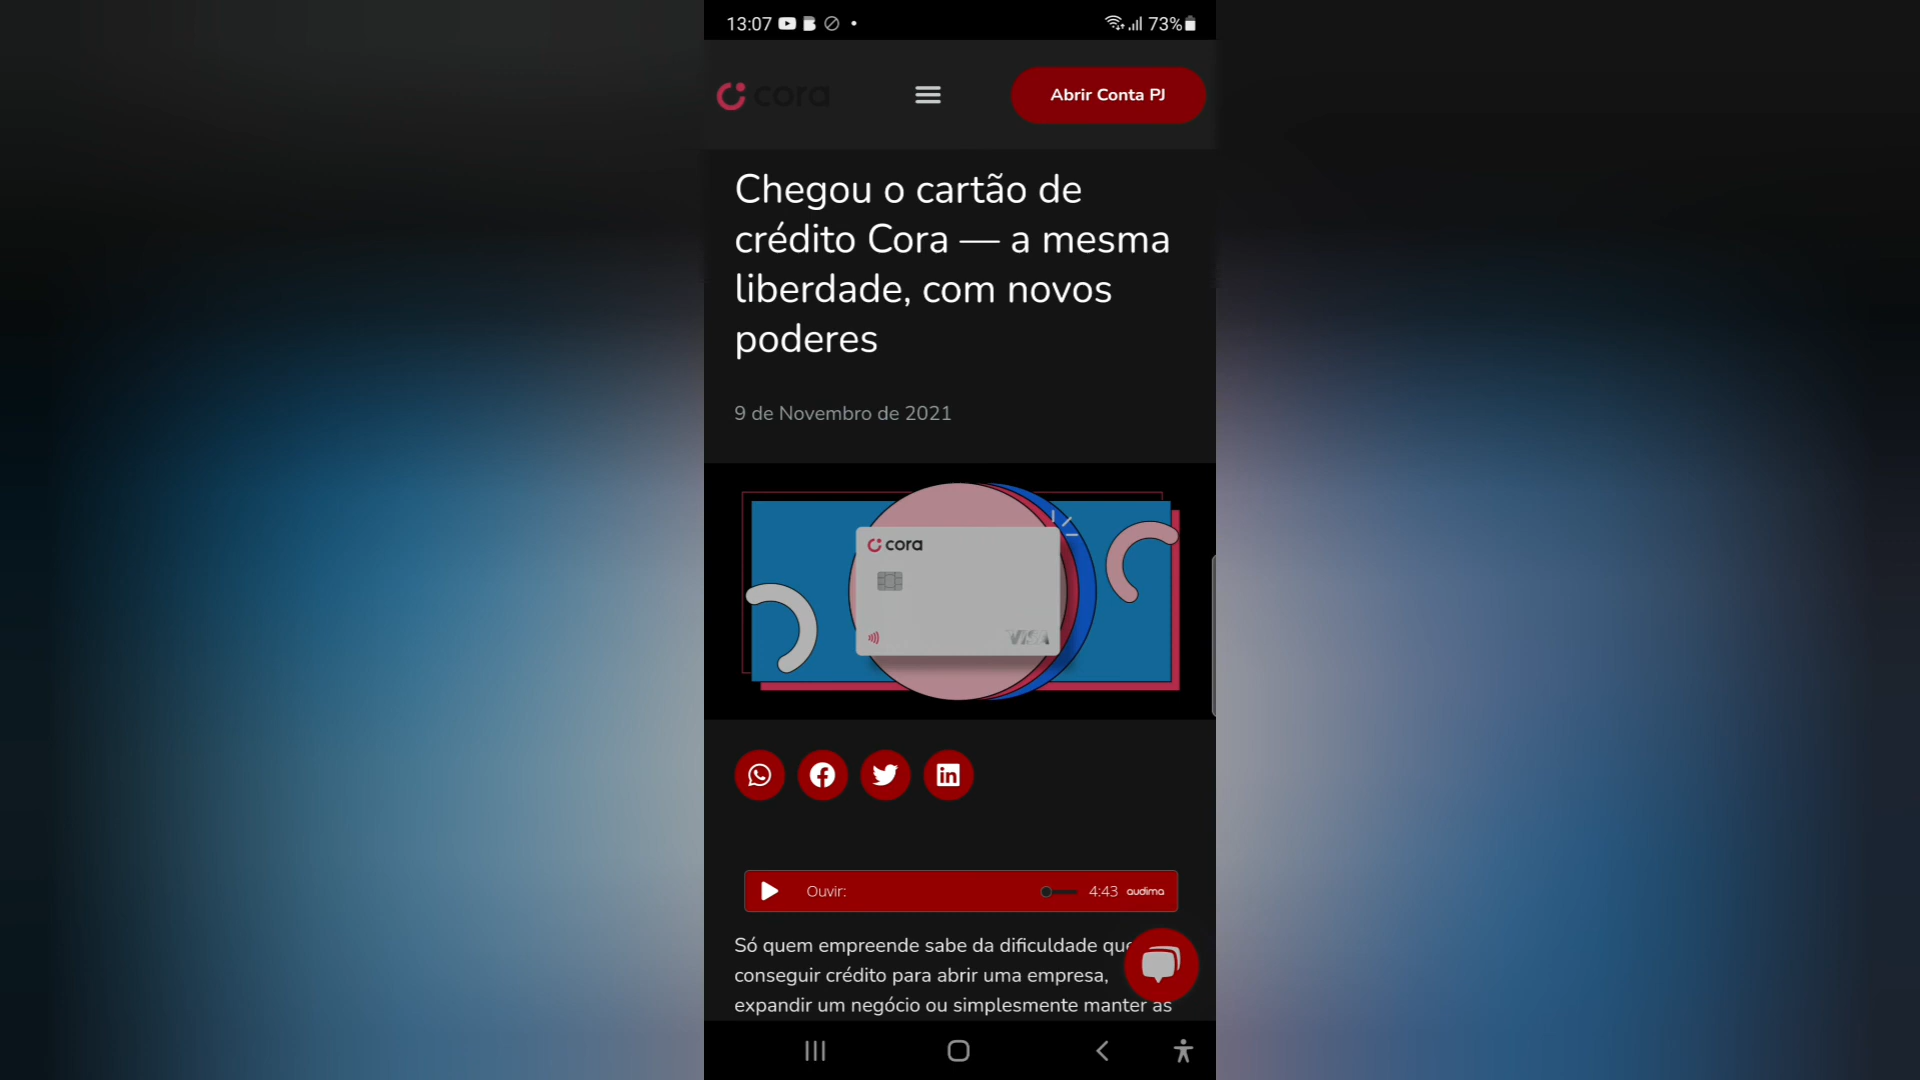 13:07
73%
cora
Abrir Conta PJ
Chegou o cartão de
crédito Cora — a mesma
liberdade, com novos
poderes
9 de Novembro de 2021
cora
VISA
Ouvir:
4:43
audima
Só quem empreende sabe da dificuldade que
conseguir crédito para abrir uma empresa,
expandir um negócio ou simplesmente manter as